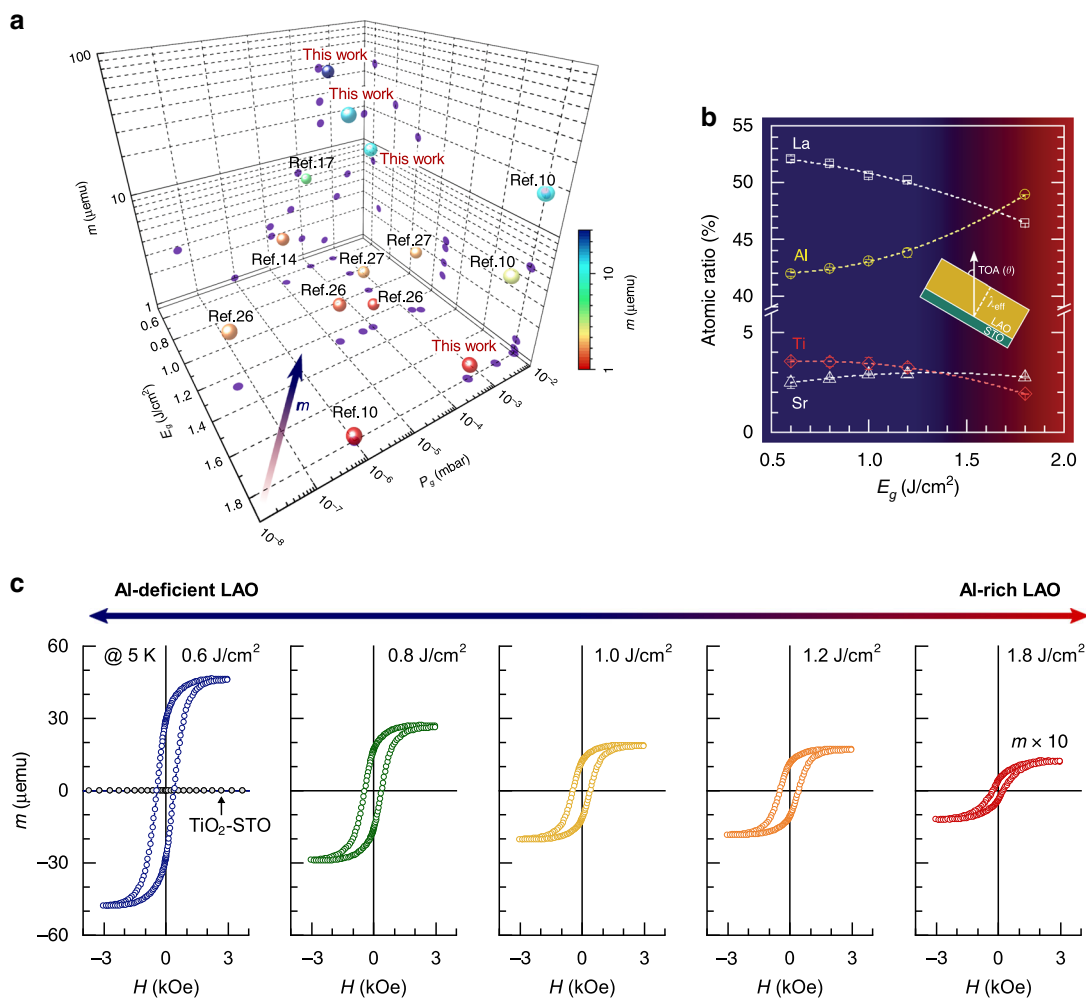 a
100
10
1
m (μemu)
This work
This work
This work
Ref.17
Ref.10
Ref.14
Ref.27
Ref.27
Ref.10
Ref.26
Ref.26
Ref.26
This work
Ref.10
m
0.6
0.8
1.0
1.2
1.4
1.6
1.8
E_g (J/cm²)
10⁻⁸
10⁻⁷
10⁻⁶
10⁻⁵
10⁻⁴
10⁻³
10⁻²
P_g (mbar)
10
1
m (μemu)
b
55
50
45
40
5
0
Atomic ratio (%)
La
Al
Ti
Sr
TOA (θ)
λ-eff
LAO
STO
0.5 1.0 1.5 2.0
E_g (J/cm²)
c
Al-deficient LAO
Al-rich LAO
60
30
0
−30
−60
m (μemu)
@ 5 K
0.6 J/cm²
TiO₂-STO
0.8 J/cm²
1.0 J/cm²
1.2 J/cm²
1.8 J/cm²
m × 10
−3 0 3
−3 0 3
−3 0 3
−3 0 3
−3 0 3
H (kOe)
H (kOe)
H (kOe)
H (kOe)
H (kOe)